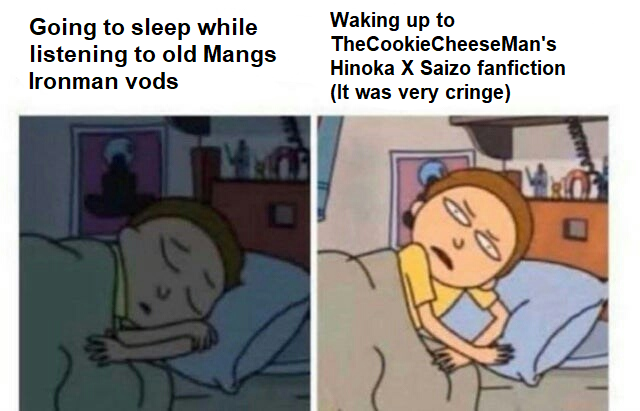 Going to sleep while
listening to old Mangs
Ironman vods
Waking up to
TheCookieCheeseMan's
Hinoka X Saizo fanfiction
(It was very cringe)